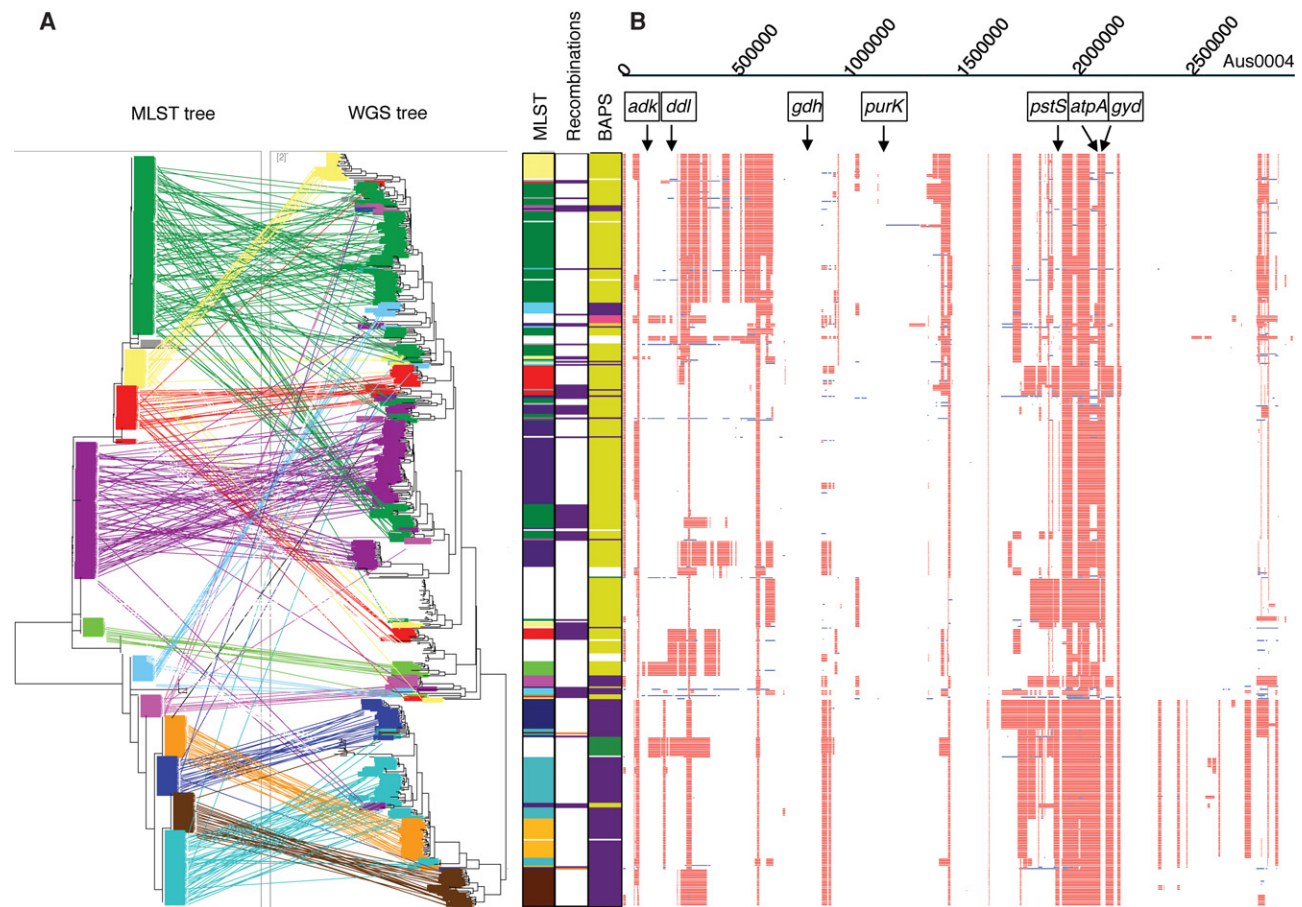 A
B
MLST tree
WGS tree
[2]
MLST
Recombinations
BAPS
0
500000
1000000
1500000
2000000
2500000
Aus0004
adk
ddl
gdh
purK
pstS
atpA
gyd